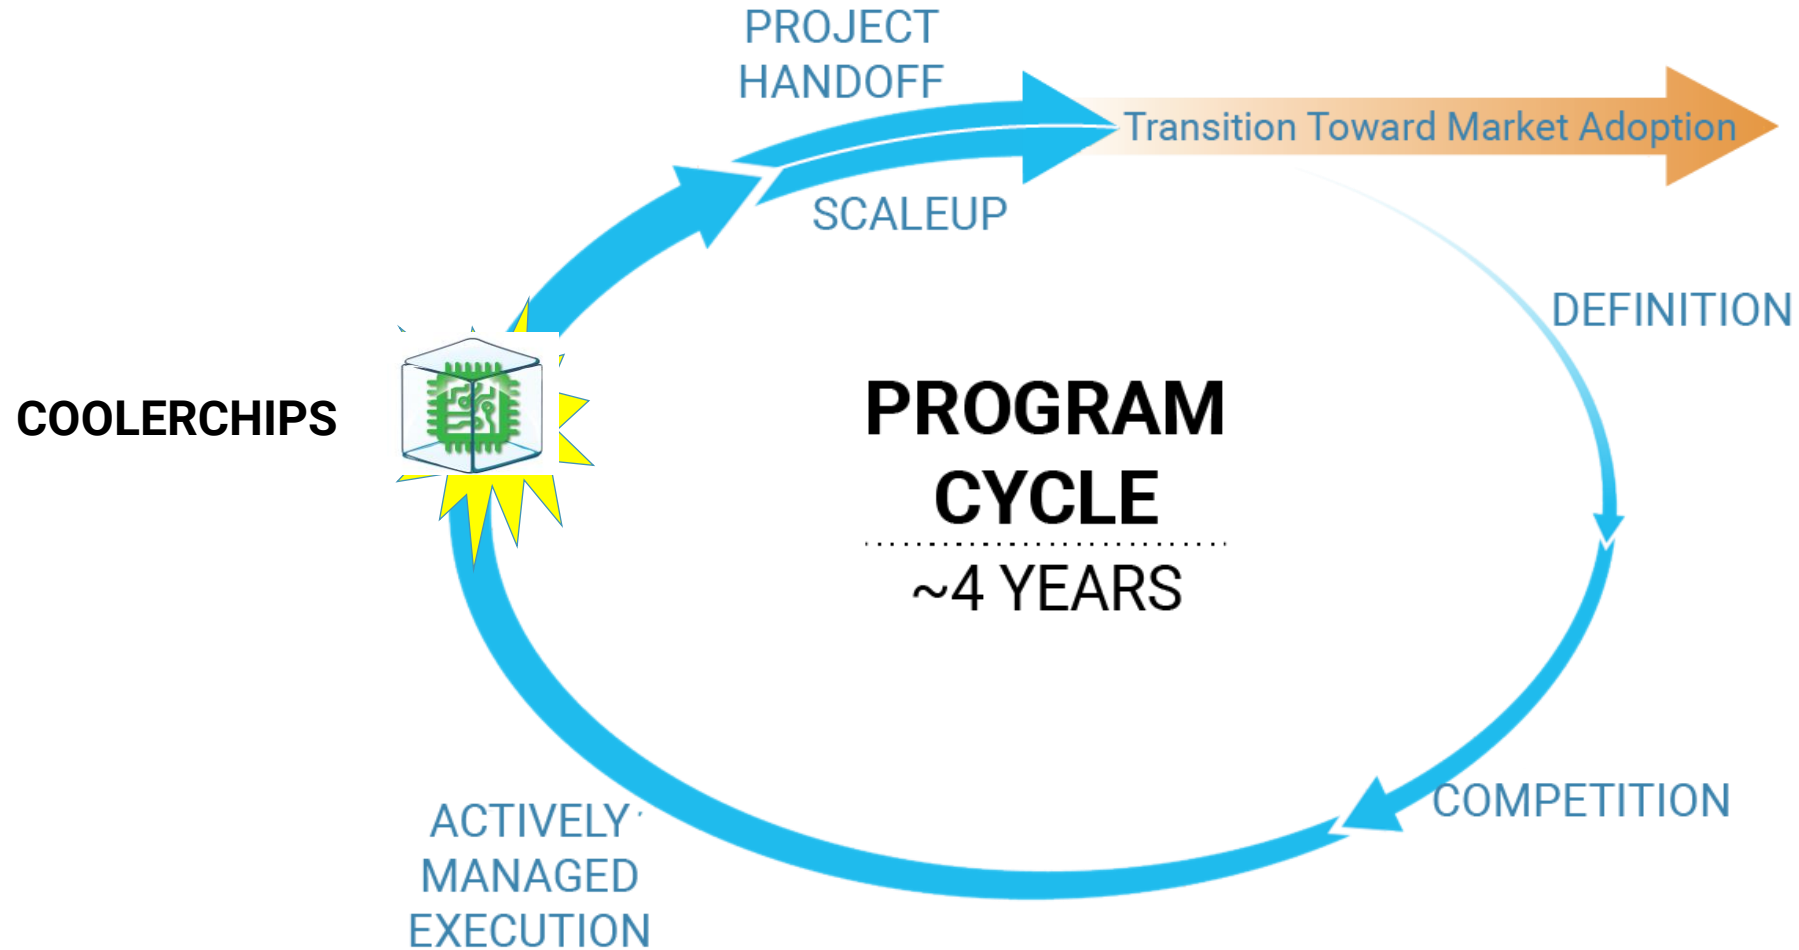 PROJECT
HANDOFF
Transition Toward Market Adoption
SCALEUP
DEFINITION
COOLERCHIPS
PROGRAM
CYCLE
~4 YEARS
COMPETITION
ACTIVELY
MANAGED
EXECUTION